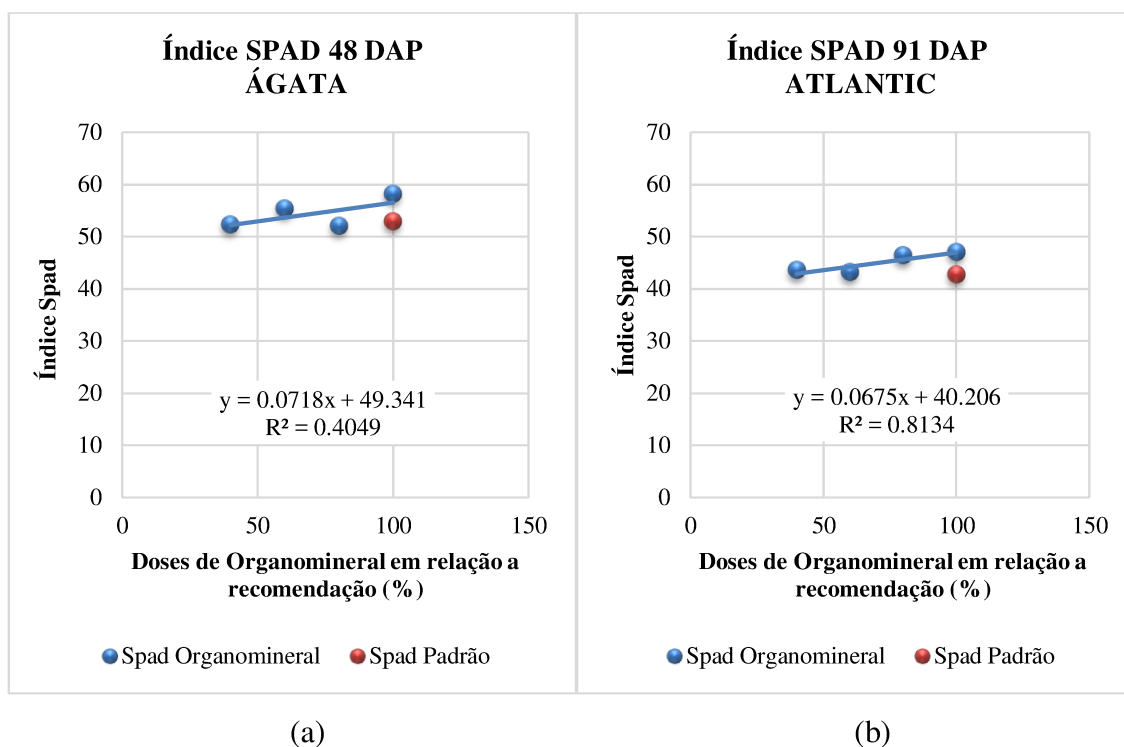 Índice SPAD 48 DAP
ÁGATA
70
60
50
40
30
20
10
0
Índice Spad
y = 0.0718x + 49.341
R² = 0.4049
0 50 100 150
Doses de Organomineral em relação a
recomendação (%)
Spad Organomineral Spad Padrão
(a)
Índice SPAD 91 DAP
ATLANTIC
70
60
50
40
30
20
10
0
Índice Spad
y = 0.0675x + 40.206
R² = 0.8134
0 50 100 150
Doses de Organomineral em relação a
recomendação (%)
Spad Organomineral Spad Padrão
(b)